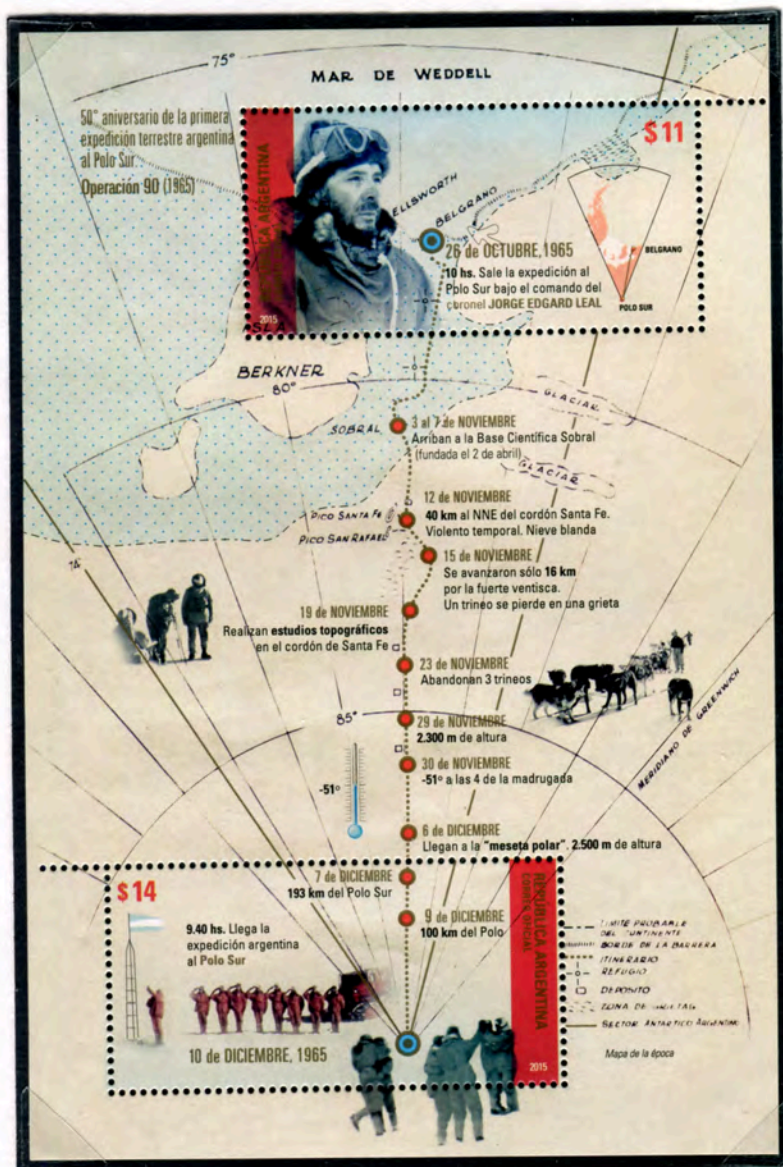 75°
MAR DE WEDDELL
50° aniversario de la primera
expedición terrestre argentina
al Polo Sur.
Operación 90 (1965)
$11
ARGENTINA
2015
ELLSWORTH
BELGRANO
26 de OCTUBRE, 1965
10 hs. Sale la expedición al
Polo Sur bajo el comando del
coronel JORGE EDGARD LEAL
BELGRANO
POLO SUR
ISLA
BERKNER
80°
GLACIAR
SOBRAL
3 al 7 de NOVIEMBRE
Arriban a la Base Científica Sobral
(fundada el 2 de abril)
GLACIAR
12 de NOVIEMBRE
40 km al NNE del cordón Santa Fe.
Violento temporal. Nieve blanda
PICO SANTA FE
PICO SAN RAFAEL
15 de NOVIEMBRE
Se avanzaron sólo 16 km
por la fuerte ventisca.
Un trineo se pierde en una grieta
19 de NOVIEMBRE
Realizan estudios topográficos
en el cordón de Santa Fe
23 de NOVIEMBRE
Abandonan 3 trineos
85°
29 de NOVIEMBRE
2.300 m de altura
30 de NOVIEMBRE
-51° a las 4 de la madrugada
-51°
MERIDIANO DE GREENWICH
6 de DICIEMBRE
Llegan a la "meseta polar". 2.500 m de altura
7 de DICIEMBRE
193 km del Polo Sur
9 de DICIEMBRE
100 km del Polo
$14
9.40 hs. Llega la
expedición argentina
al Polo Sur
10 de DICIEMBRE, 1965
REPÚBLICA ARGENTINA
CORREO OFICIAL
2015
LIMITE PROBABLE
DEL CONTINENTE
BORDE DE LA BARRERA
ITINERARIO
REFUGIO
DEPOSITO
ZONA DE GRIETAS
SECTOR ANTARTICO ARGENTINO
Mapa de la época